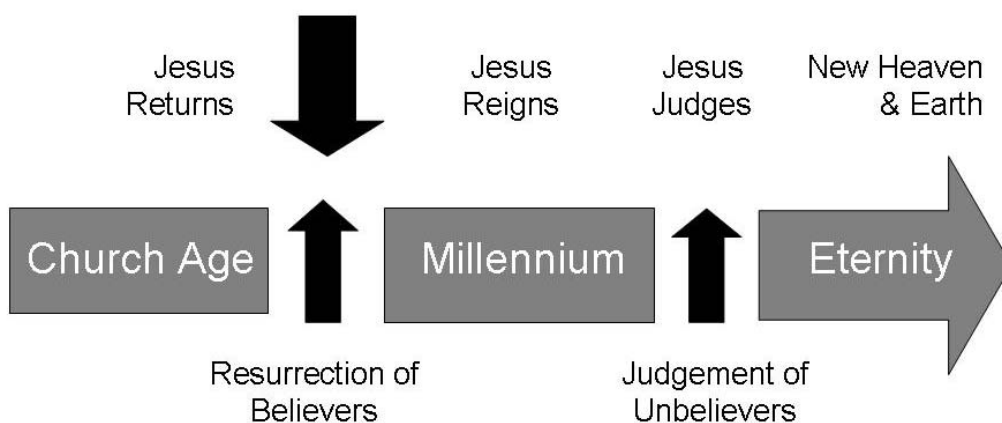 Jesus
Returns
Jesus
Reigns
Jesus
Judges
New Heaven
& Earth
Church Age
Millennium
Eternity
Resurrection of
Believers
Judgement of
Unbelievers